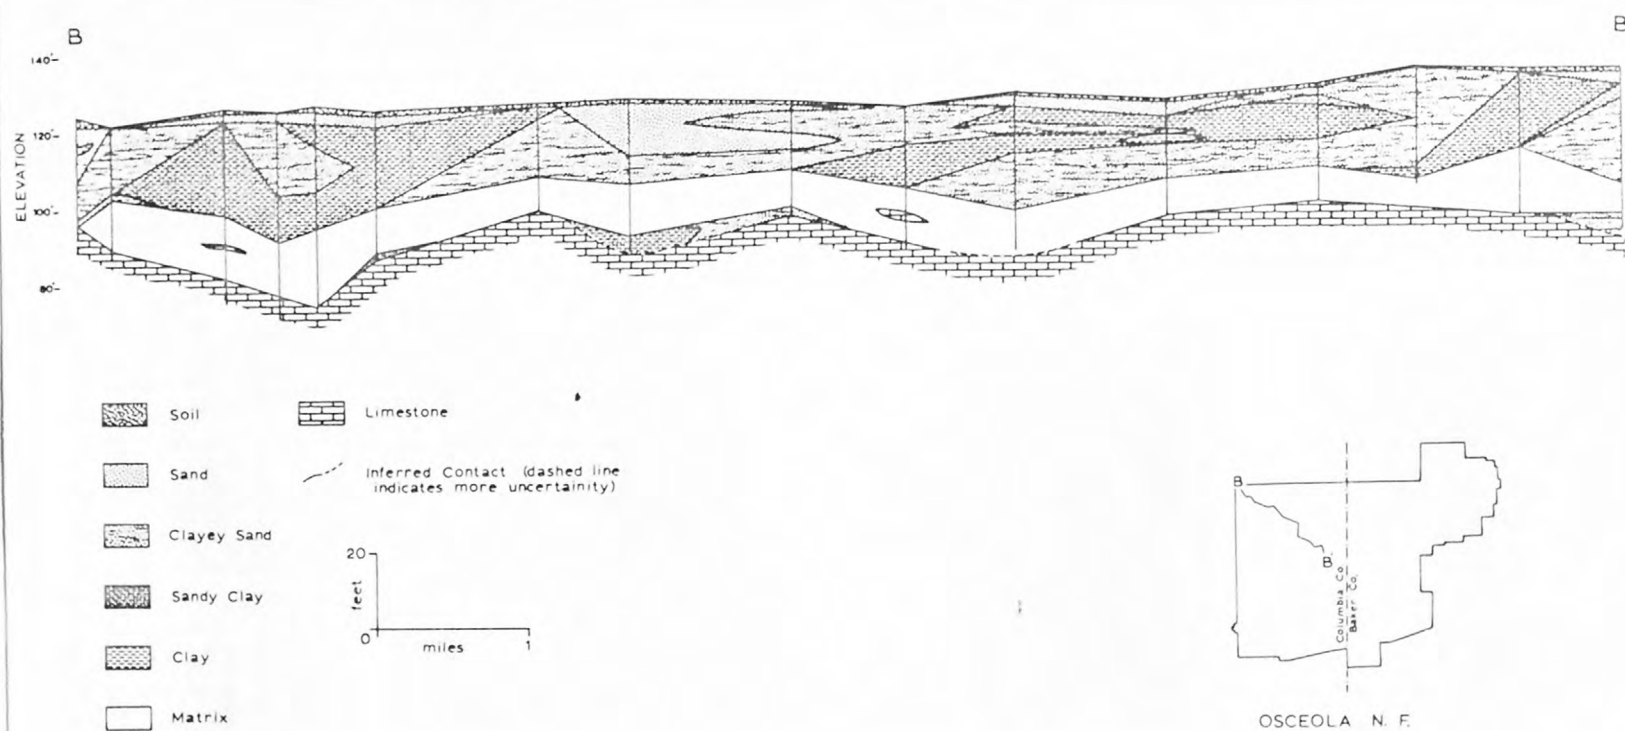 B
B
140'
120'
100'
80'
ELEVATION
Soil
Limestone
Sand
Inferred Contact (dashed line
indicates more uncertainity)
Clayey Sand
20
feet
0
miles
1
Sandy Clay
Clay
Matrix
B
B'
Columbia Co.
Baker Co.
OSCEOLA N. F.